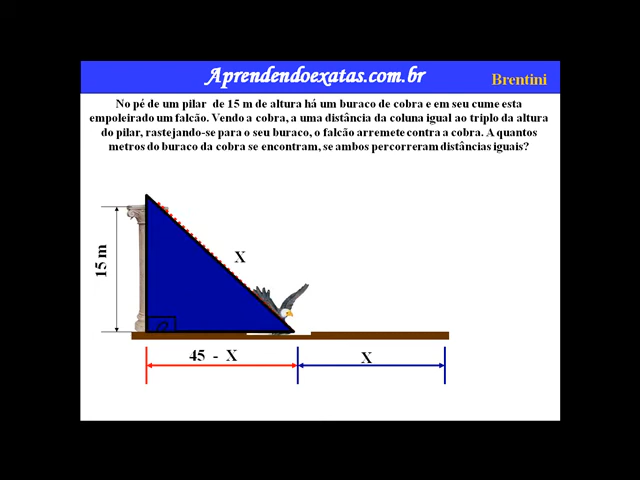 Aprendendoexatas.com.br
Brentini
No pé de um pilar de 15 m de altura há um buraco de cobra e em seu cume esta
empoleirado um falcão. Vendo a cobra, a uma distância da coluna igual ao triplo da altura
do pilar, rastejando-se para o seu buraco, o falcão arremete contra a cobra. A quantos
metros do buraco da cobra se encontram, se ambos percorreram distâncias iguais?
15 m
X
45 - X
X